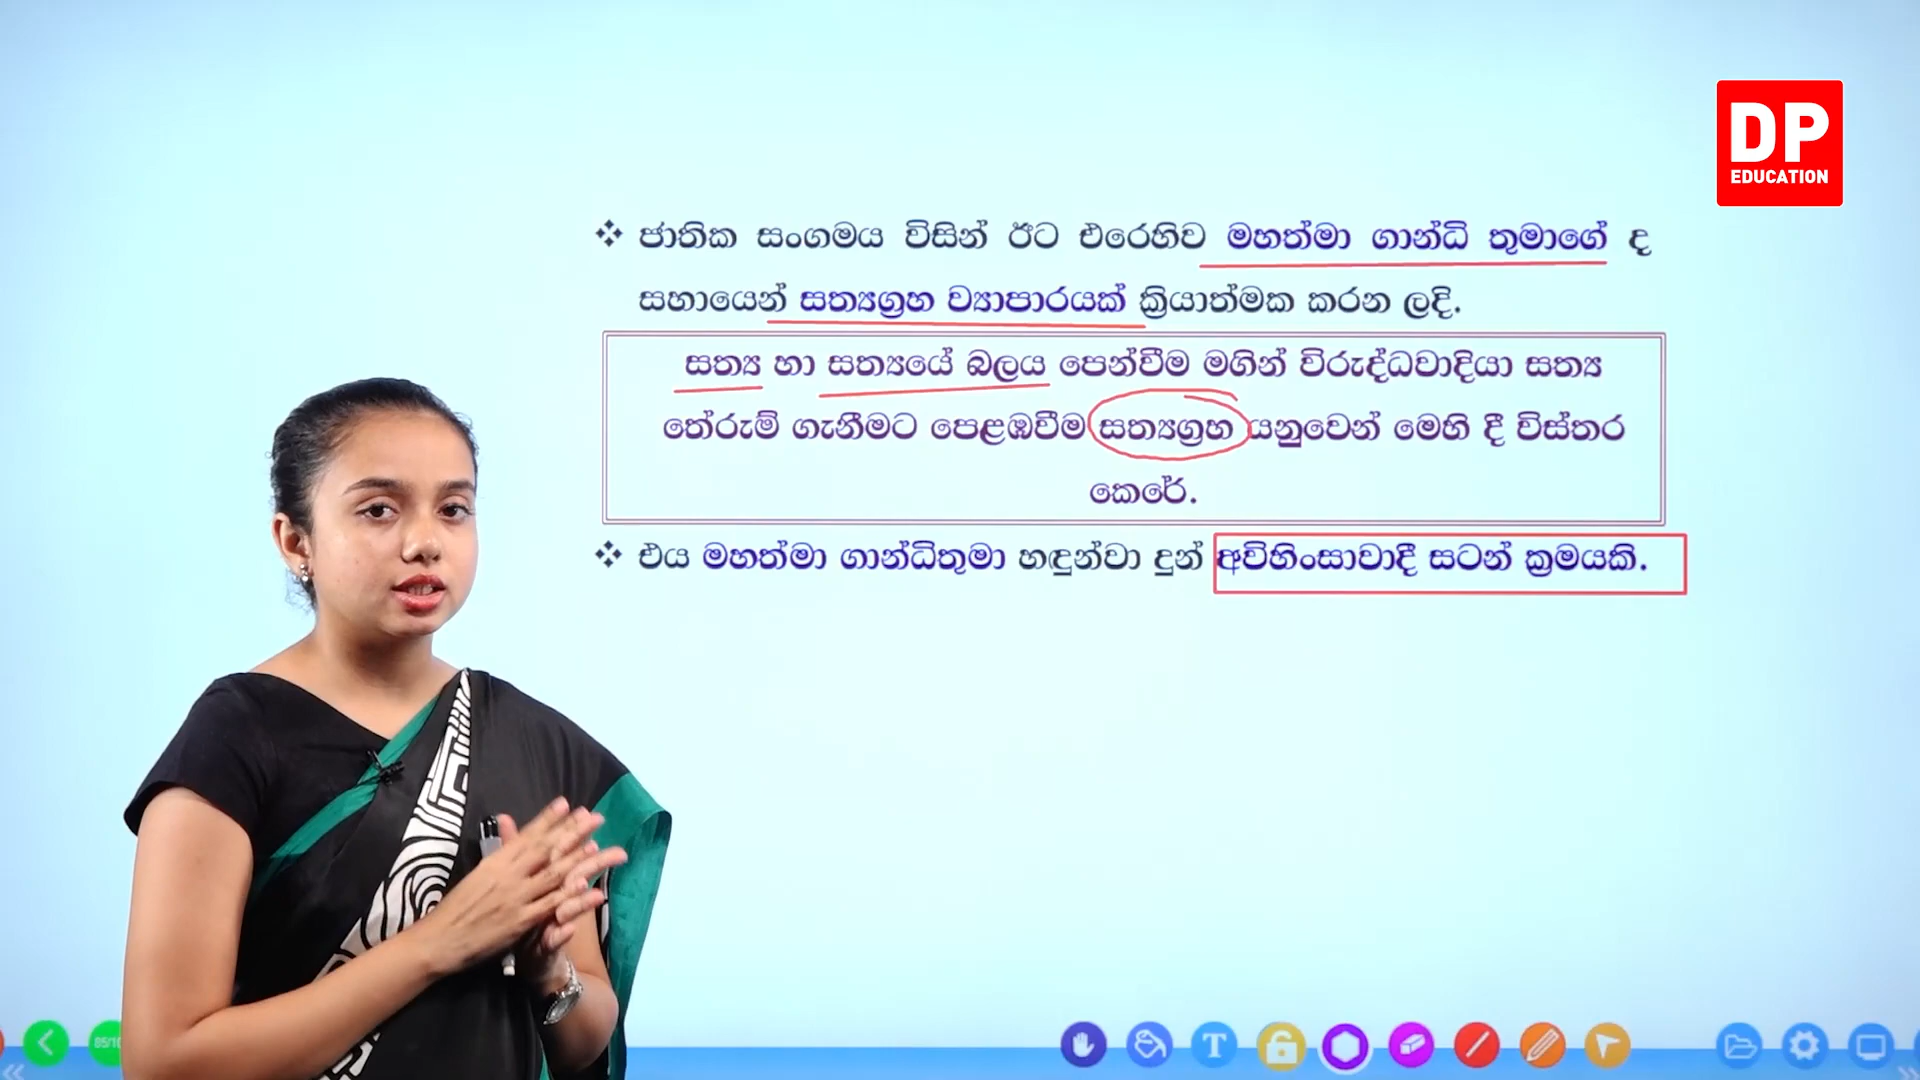 DP
EDUCATION
❖ ජාතික සංගමය විසින් ඊට එරෙහිව මහත්මා ගාන්ධි තුමාගේ ද
සහායෙන් සත්‍යග්‍රහ ව්‍යාපාරයක් ක්‍රියාත්මක කරන ලදි.
සත්‍ය හා සත්‍යයේ බලය පෙන්වීම මගින් විරුද්ධවාදියා සත්‍ය
තේරුම් ගැනීමට පෙළඹවීම සත්‍යග්‍රහ යනුවෙන් මෙහි දී විස්තර
කෙරේ.
❖ එය මහත්මා ගාන්ධිතුමා හඳුන්වා දුන් අවිහිංසාවාදී සටන් ක්‍රමයකි.
T